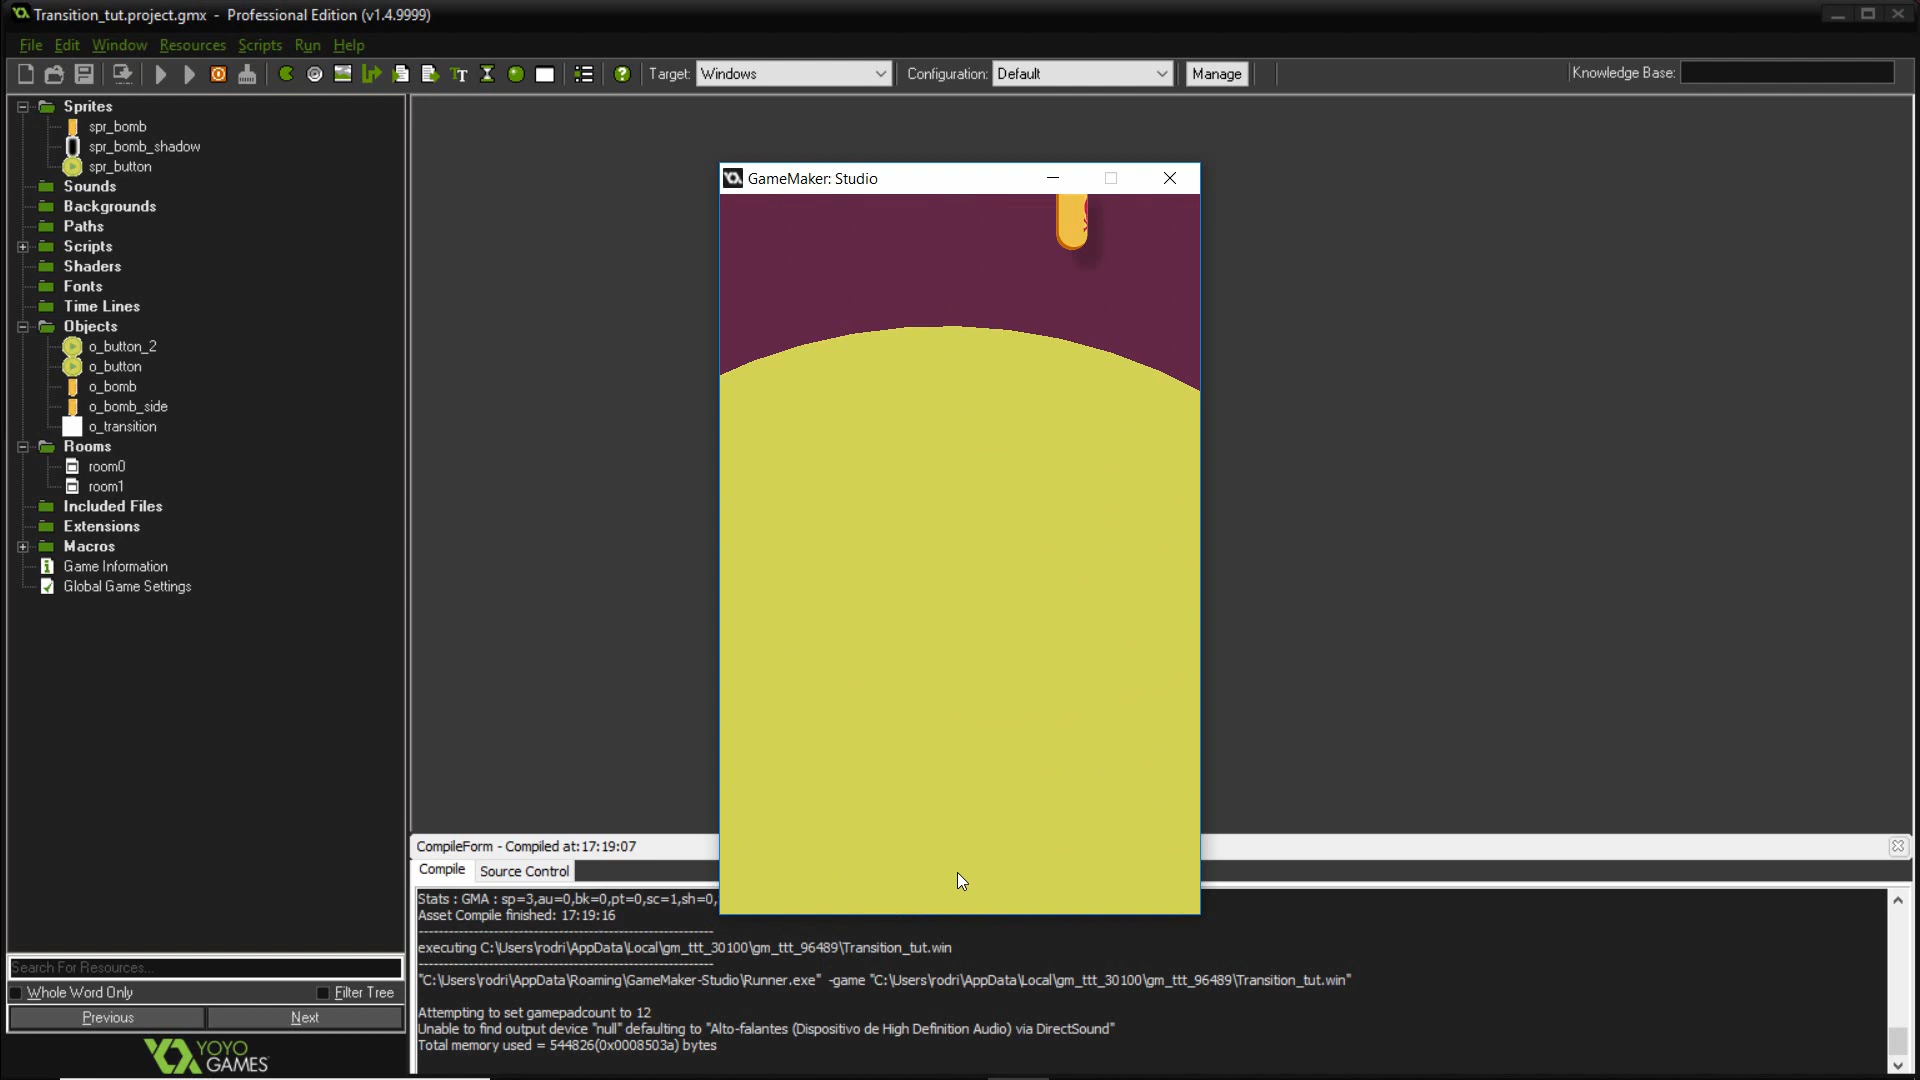 Transition_tut.project.gmx - Professional Edition (v1.4.9999)
File Edit Window Resources Scripts Run Help
Target: Windows Configuration: Default Manage Knowledge Base:
Sprites
spr_bomb
spr_bomb_shadow
spr_button
Sounds
Backgrounds
Paths
Scripts
Shaders
Fonts
Time Lines
Objects
o_button_2
o_button
o_bomb
o_bomb_side
o_transition
Rooms
room0
room1
Included Files
Extensions
Macros
Game Information
Global Game Settings
Search For Resources...
Whole Word Only Filter Tree
Previous Next
YOYO
GAMES
GameMaker: Studio
CompileForm - Compiled at:17:19:07
Compile Source Control
Stats : GMA : sp=3,au=0,bk=0,pt=0,sc=1,sh=0,
Asset Compile finished: 17:19:16
executing C:\Users\rodri\AppData\Local\gm_ttt_30100\gm_ttt_96489\Transition_tut.win
"C:\Users\rodri\AppData\Roaming\GameMaker-Studio\Runner.exe" -game "C:\Users\rodri\AppData\Local\gm_ttt_30100\gm_ttt_96489\Transition_tut.win"
Attempting to set gamepadcount to 12
Unable to find output device "null" defaulting to "Alto-falantes (Dispositivo de High Definition Audio) via DirectSound"
Total memory used = 544826(0x0008503a) bytes